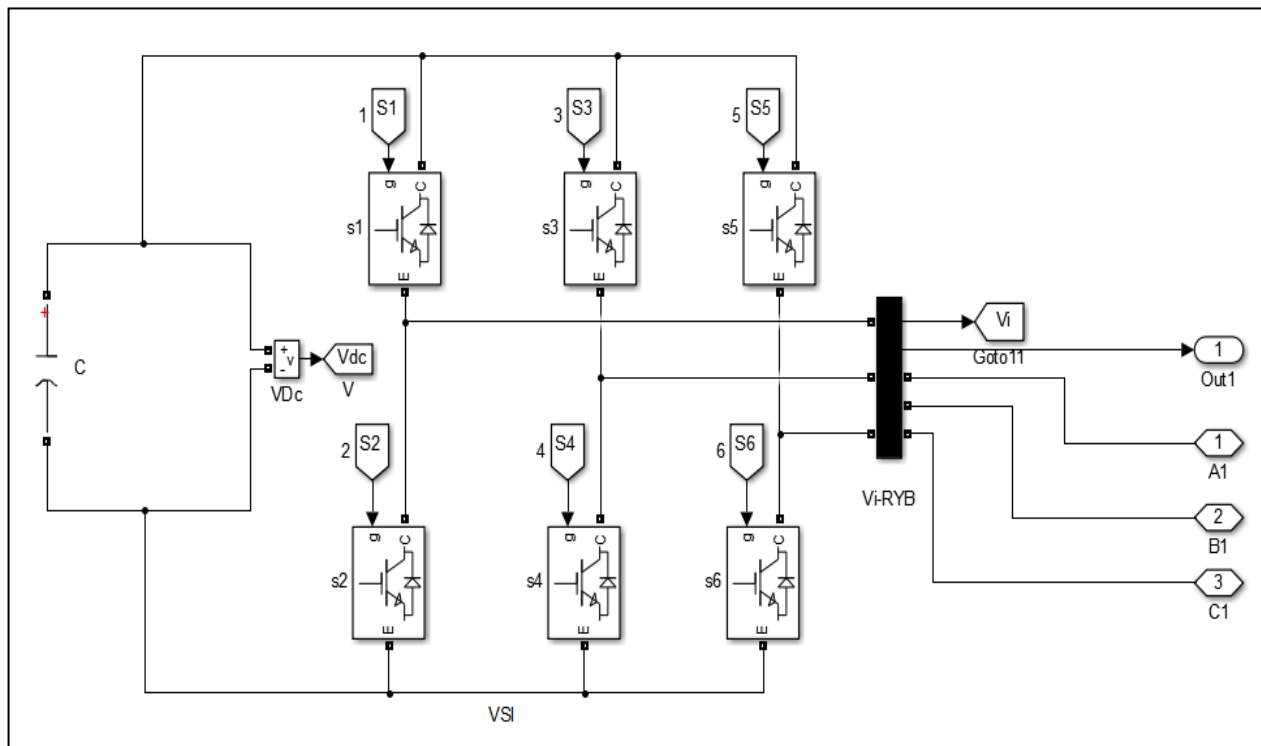 S1
1
S3
3
S5
5
g
C
s1
E
g
C
s3
E
g
C
s5
E
+
C
+
v
-
VDc
Vdc
V
Vi
Goto11
1
Out1
1
A1
2
B1
3
C1
Vi-RYB
S2
2
S4
4
S6
6
g
C
s2
E
g
C
s4
E
g
C
s6
E
VSI